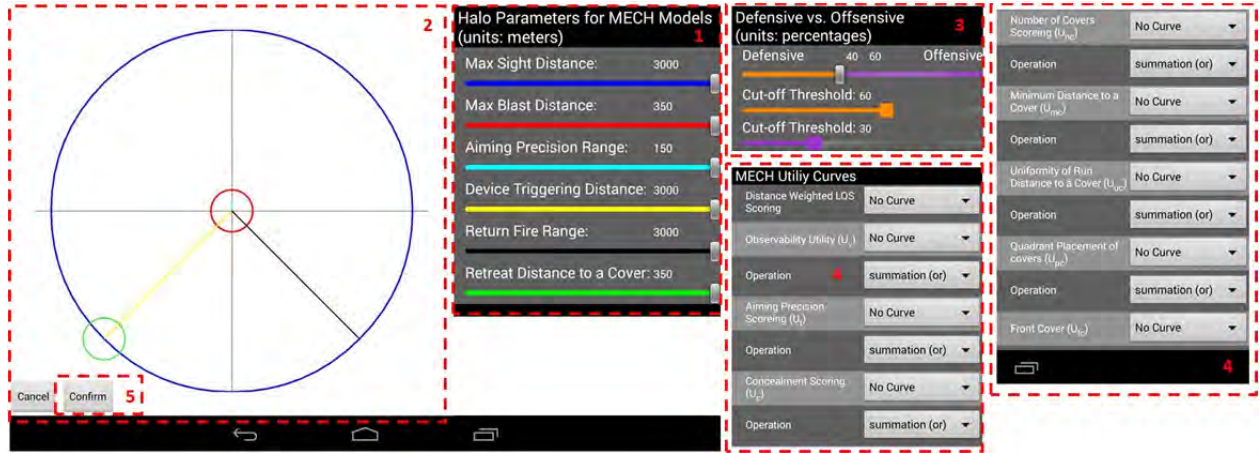 2
Cancel
Confirm
5
Halo Parameters for MECH Models
(units: meters)
1
Max Sight Distance: 3000
Max Blast Distance: 350
Aiming Precision Range: 150
Device Triggering Distance: 3000
Return Fire Range: 3000
Retreat Distance to a Cover: 350
Defensive vs. Offsensive
(units: percentages)
3
Defensive 40 60 Offensive
Cut-off Threshold: 60
Cut-off Threshold: 30
MECH Utiliy Curves
Distance Weighted LOS
Scoring
No Curve
Observability Utility (U
No Curve
Operation
summation (or)
Aiming Precision
Scoreing (U
No Curve
Operation
summation (or)
Concealment Scoring
No Curve
Operation
summation (or)
Number of Covers
Scoreing (Unc)
No Curve
Operation
summation (or)
Minimum Distance to a
Cover (Umc)
No Curve
Operation
summation (or)
Uniformity of Run
Distance to a Cover (Uuc)
No Curve
Operation
summation (or)
Quadrant Placement of
covers (Upc)
No Curve
Operation
summation (or)
Front Cover (Ufc)
No Curve
4